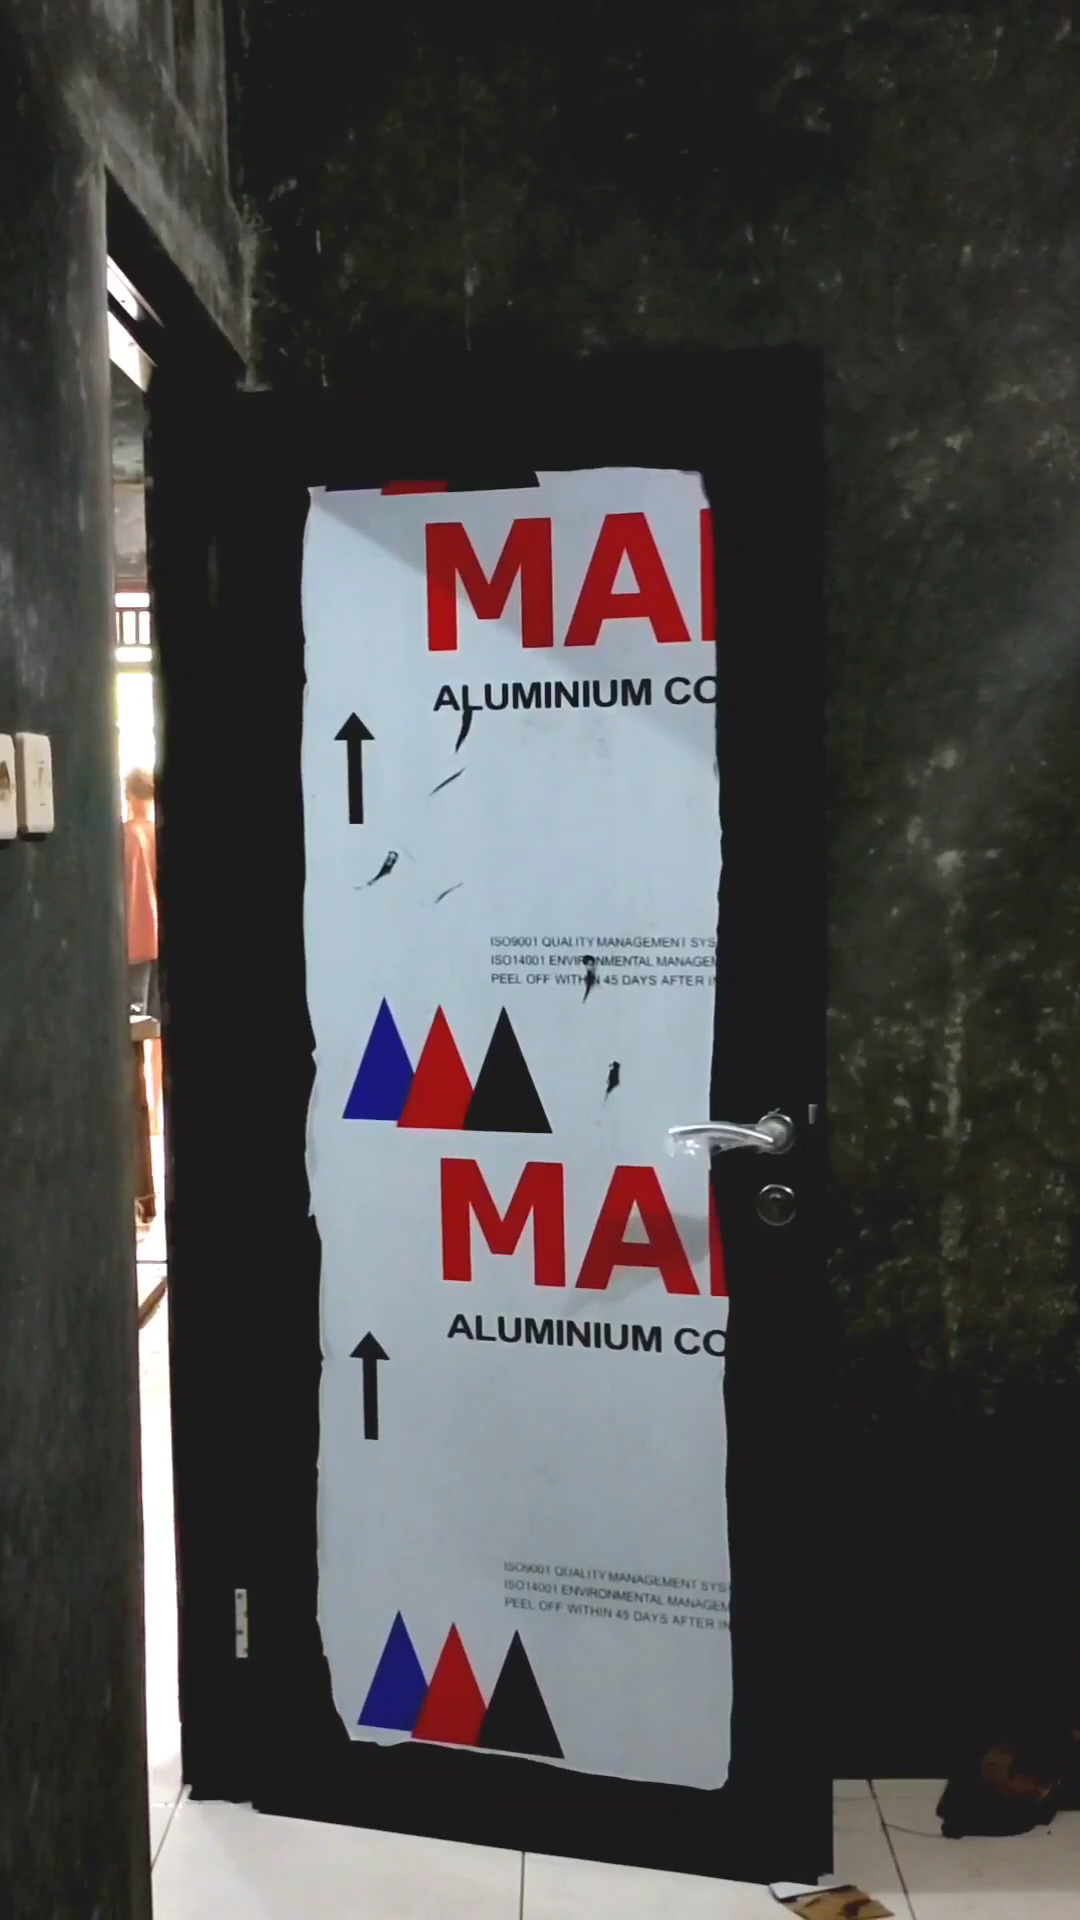 MA
ALUMINIUM CO
ISO9001 QUALITY MANAGEMENT SYS
ISO14001 ENVIRONMENTAL MANAGEM
PEEL OFF WITHIN 45 DAYS AFTER IN
MA
ALUMINIUM CO
ISO9001 QUALITY MANAGEMENT SYS
ISO14001 ENVIRONMENTAL MANAGEM
PEEL OFF WITHIN 45 DAYS AFTER IN